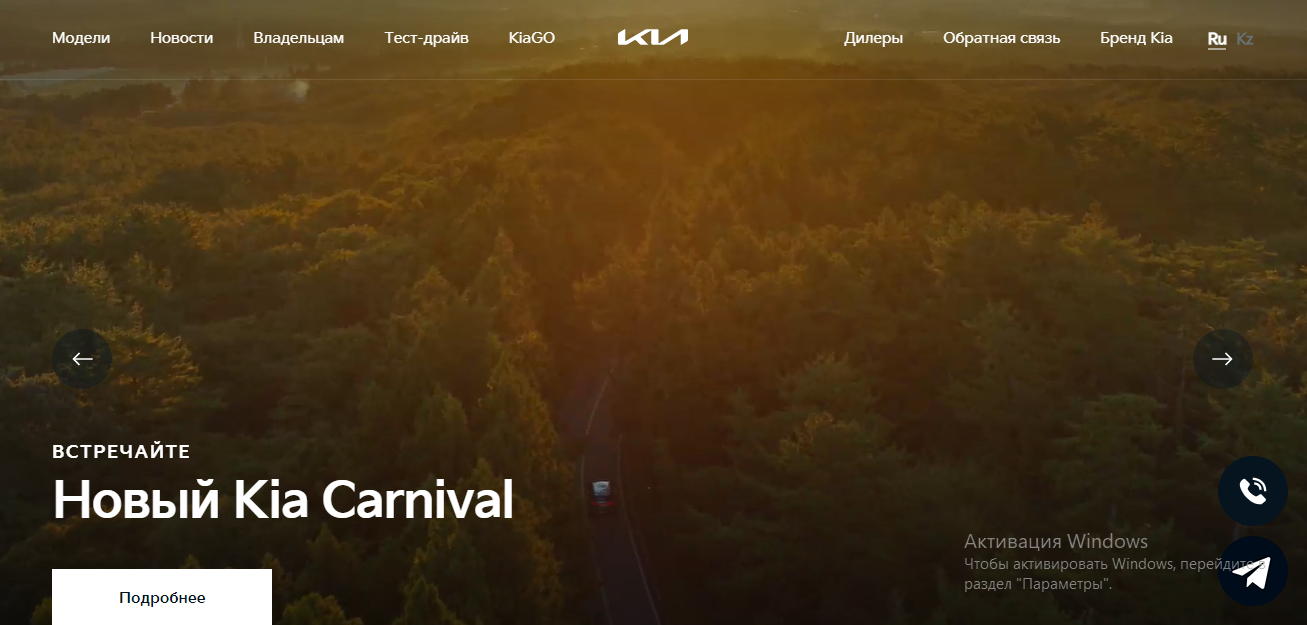 Модели Новости Владельцам Тест-драйв KiaGO KIA Дилеры Обратная связь Бренд Kia Ru Kz
ВСТРЕЧАЙТЕ
Новый Kia Carnival
Подробнее
Активация Windows
Чтобы активировать Windows, перейдите в
раздел "Параметры".